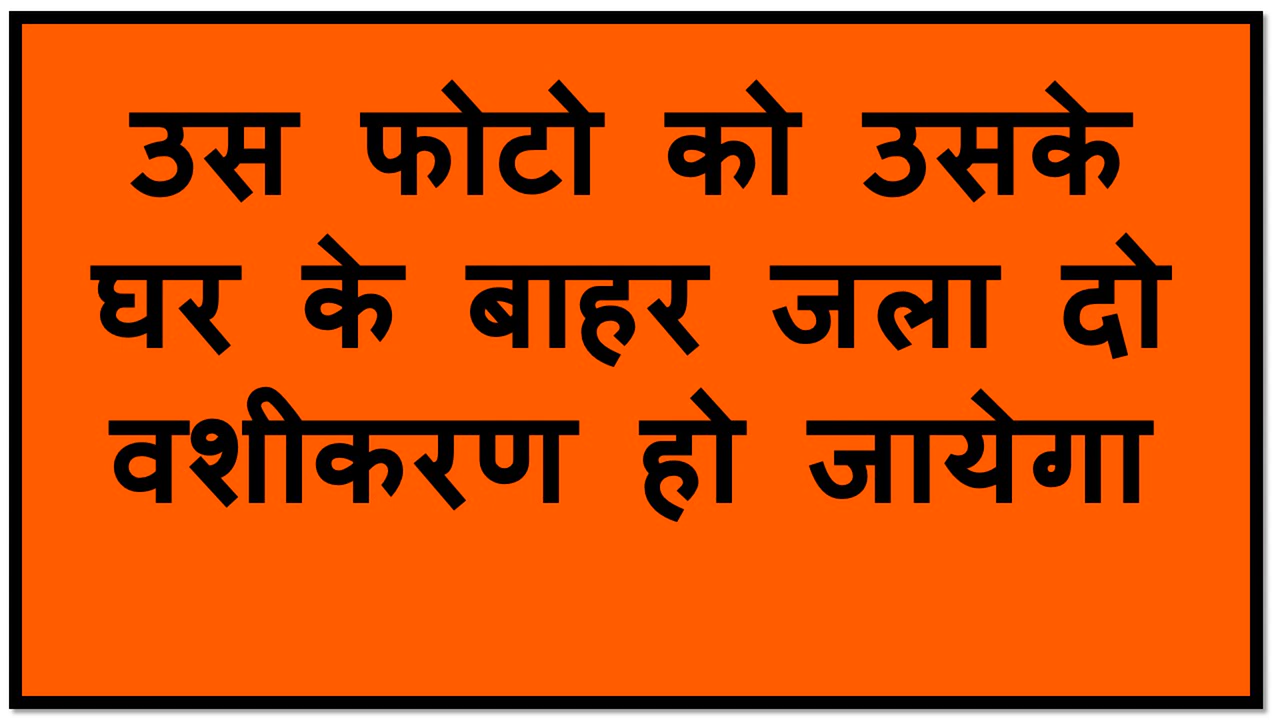 उस फोटो को उसके
घर के बाहर जला दो
वशीकरण हो जायेगा